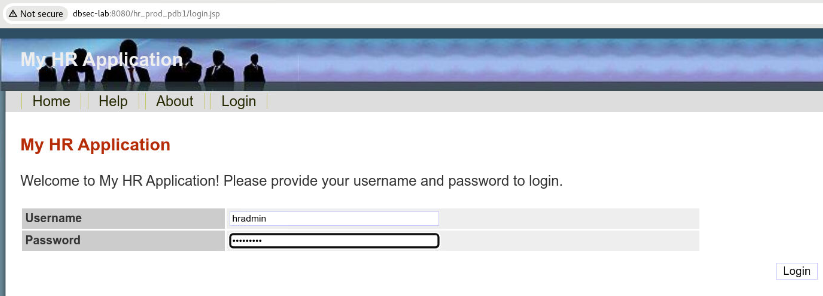 Not secure dbsec-lab:8080/hr_prod_pdb1/login.jsp
My HR Application
Home Help About Login
My HR Application
Welcome to My HR Application! Please provide your username and password to login.
Username hradmin
Password •••••••••
Login